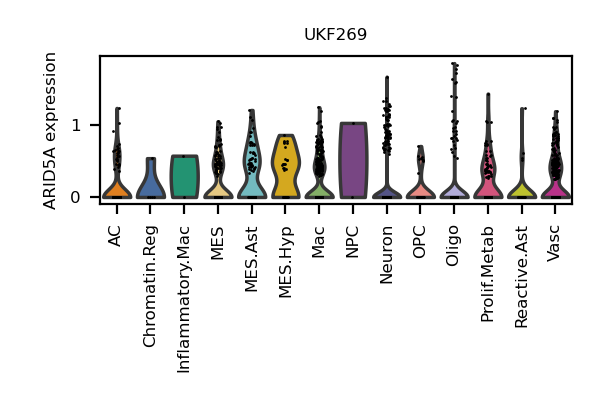 UKF269
ARID5A expression
1
0
AC
Chromatin.Reg
Inflammatory.Mac
MES
MES.Ast
MES.Hyp
Mac
NPC
Neuron
OPC
Oligo
Prolif.Metab
Reactive.Ast
Vasc